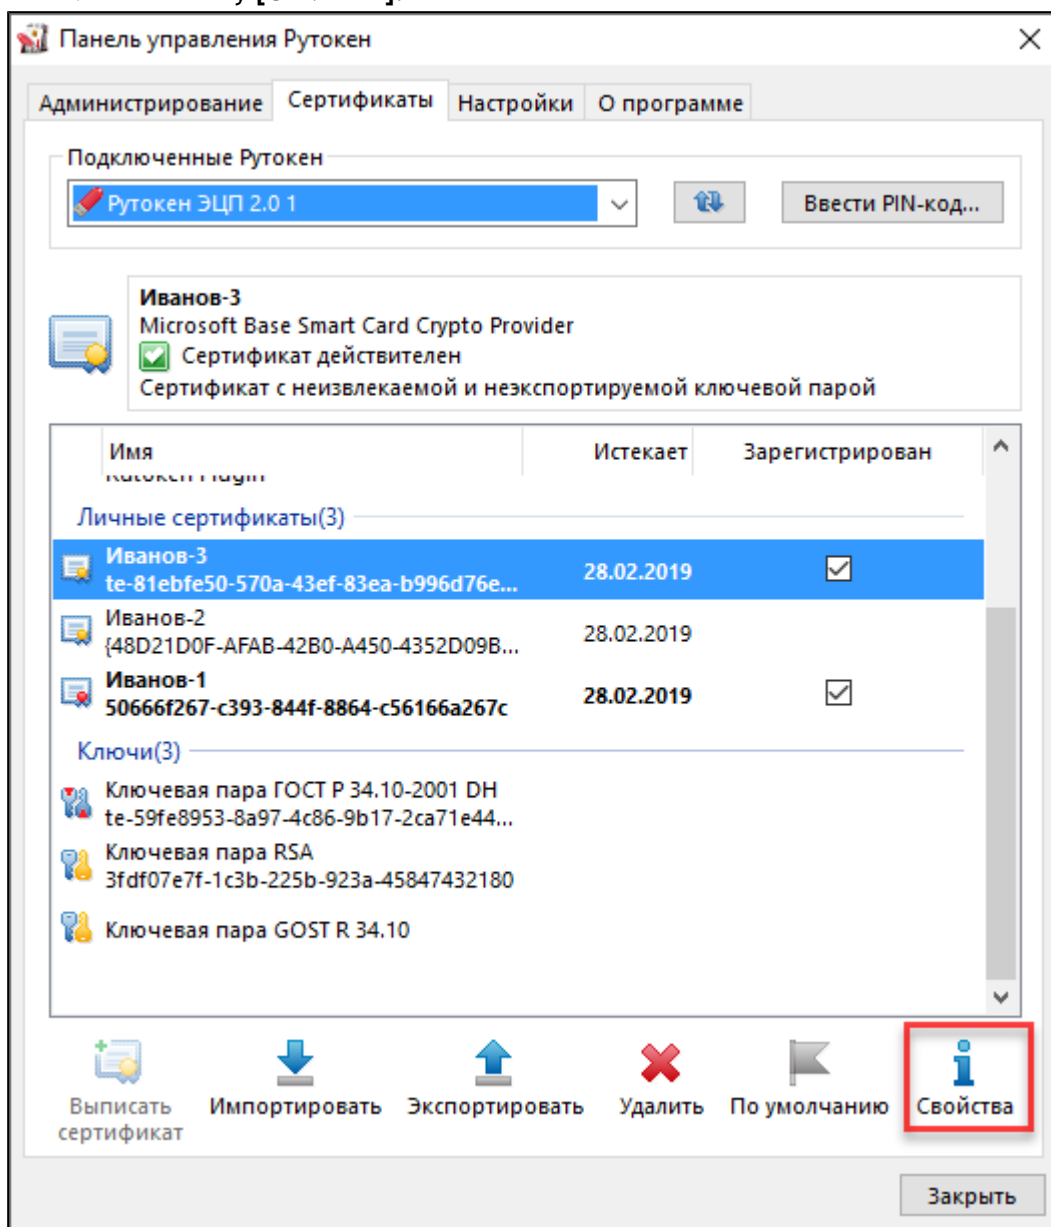 Панель управления Рутокен
Администрирование Сертификаты Настройки О программе
Подключенные Рутокен
Рутокен ЭЦП 2.0 1
Ввести PIN-код...
Иванов-3
Microsoft Base Smart Card Crypto Provider
Сертификат действителен
Сертификат с неизвлекаемой и неэкспортируемой ключевой парой
Имя Истекает Зарегистрирован
Rutoken Plugin
Личные сертификаты(3)
Иванов-3
te-81ebfe50-570a-43ef-83ea-b996d76e... 28.02.2019
Иванов-2
{48D21D0F-AFAB-42B0-A450-4352D09B... 28.02.2019
Иванов-1
50666f267-c393-844f-8864-c56166a267c 28.02.2019
Ключи(3)
Ключевая пара ГОСТ Р 34.10-2001 DH
te-59fe8953-8a97-4c86-9b17-2ca71e44...
Ключевая пара RSA
3fdf07e7f-1c3b-225b-923a-45847432180
Ключевая пара GOST R 34.10
Выписать сертификат
Импортировать
Экспортировать
Удалить
По умолчанию
Свойства
Закрыть